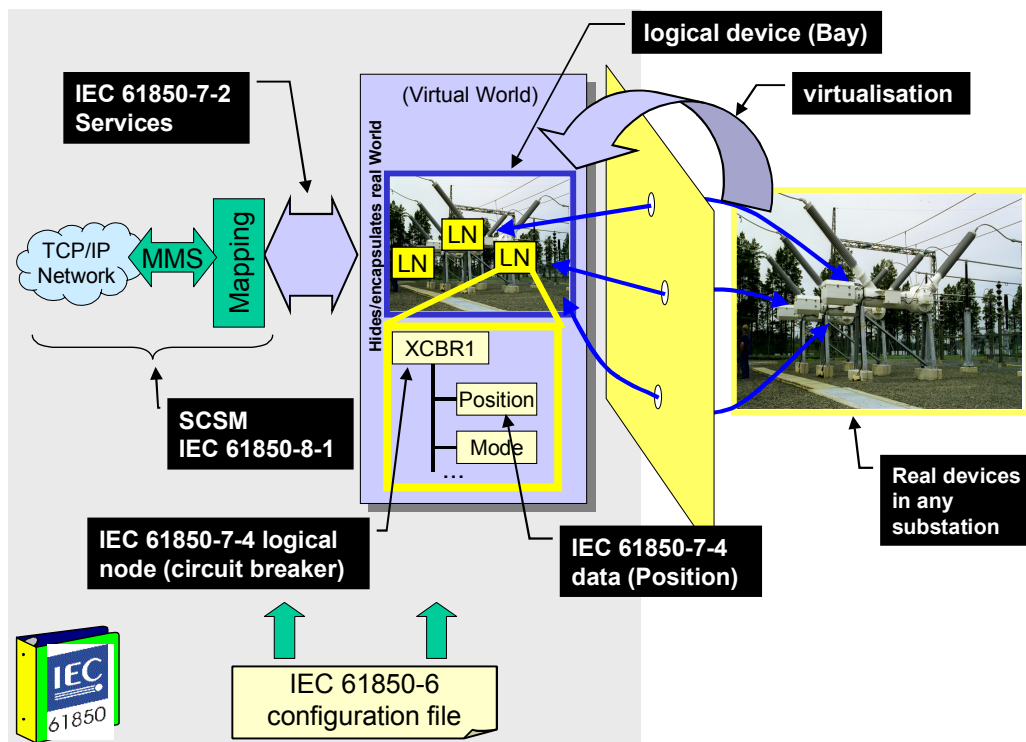 logical device (Bay)
IEC 61850-7-2
Services
(Virtual World)
virtualisation
Hides/encapsulates real World
LN
LN
LN
TCP/IP
Network
MMS
Mapping
XCBR1
Position
Mode
...
SCSM
IEC 61850-8-1
Real devices
in any
substation
IEC 61850-7-4 logical
node (circuit breaker)
IEC 61850-7-4
data (Position)
IEC 61850-6
configuration file
IEC
61850